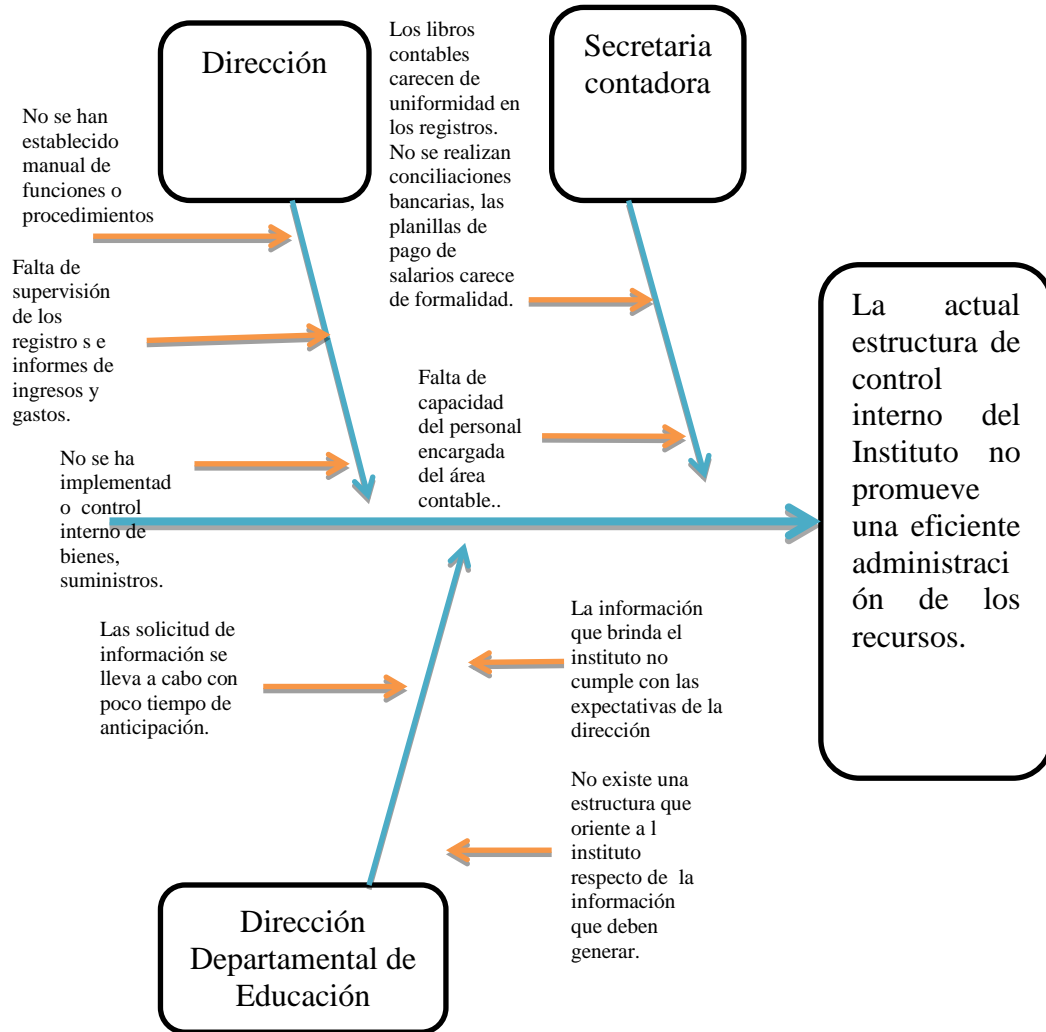 Dirección
No se han
establecido
manual de
funciones o
procedimientos
Falta de
supervisión
de los
registro s e
informes de
ingresos y
gastos.
No se ha
implementad
o control
interno de
bienes,
suministros.
Los libros
contables
carecen de
uniformidad en
los registros.
No se realizan
conciliaciones
bancarias, las
planillas de
pago de
salarios carece
de formalidad.
Secretaria
contadora
Falta de
capacidad
del personal
encargada
del área
contable..
La actual
estructura de
control
interno del
Instituto no
promueve
una eficiente
administraci
ón de los
recursos.
Las solicitud de
información se
lleva a cabo con
poco tiempo de
anticipación.
La información
que brinda el
instituto no
cumple con las
expectativas de la
dirección
No existe una
estructura que
oriente a l
instituto
respecto de la
información
que deben
generar.
Dirección
Departamental de
Educación